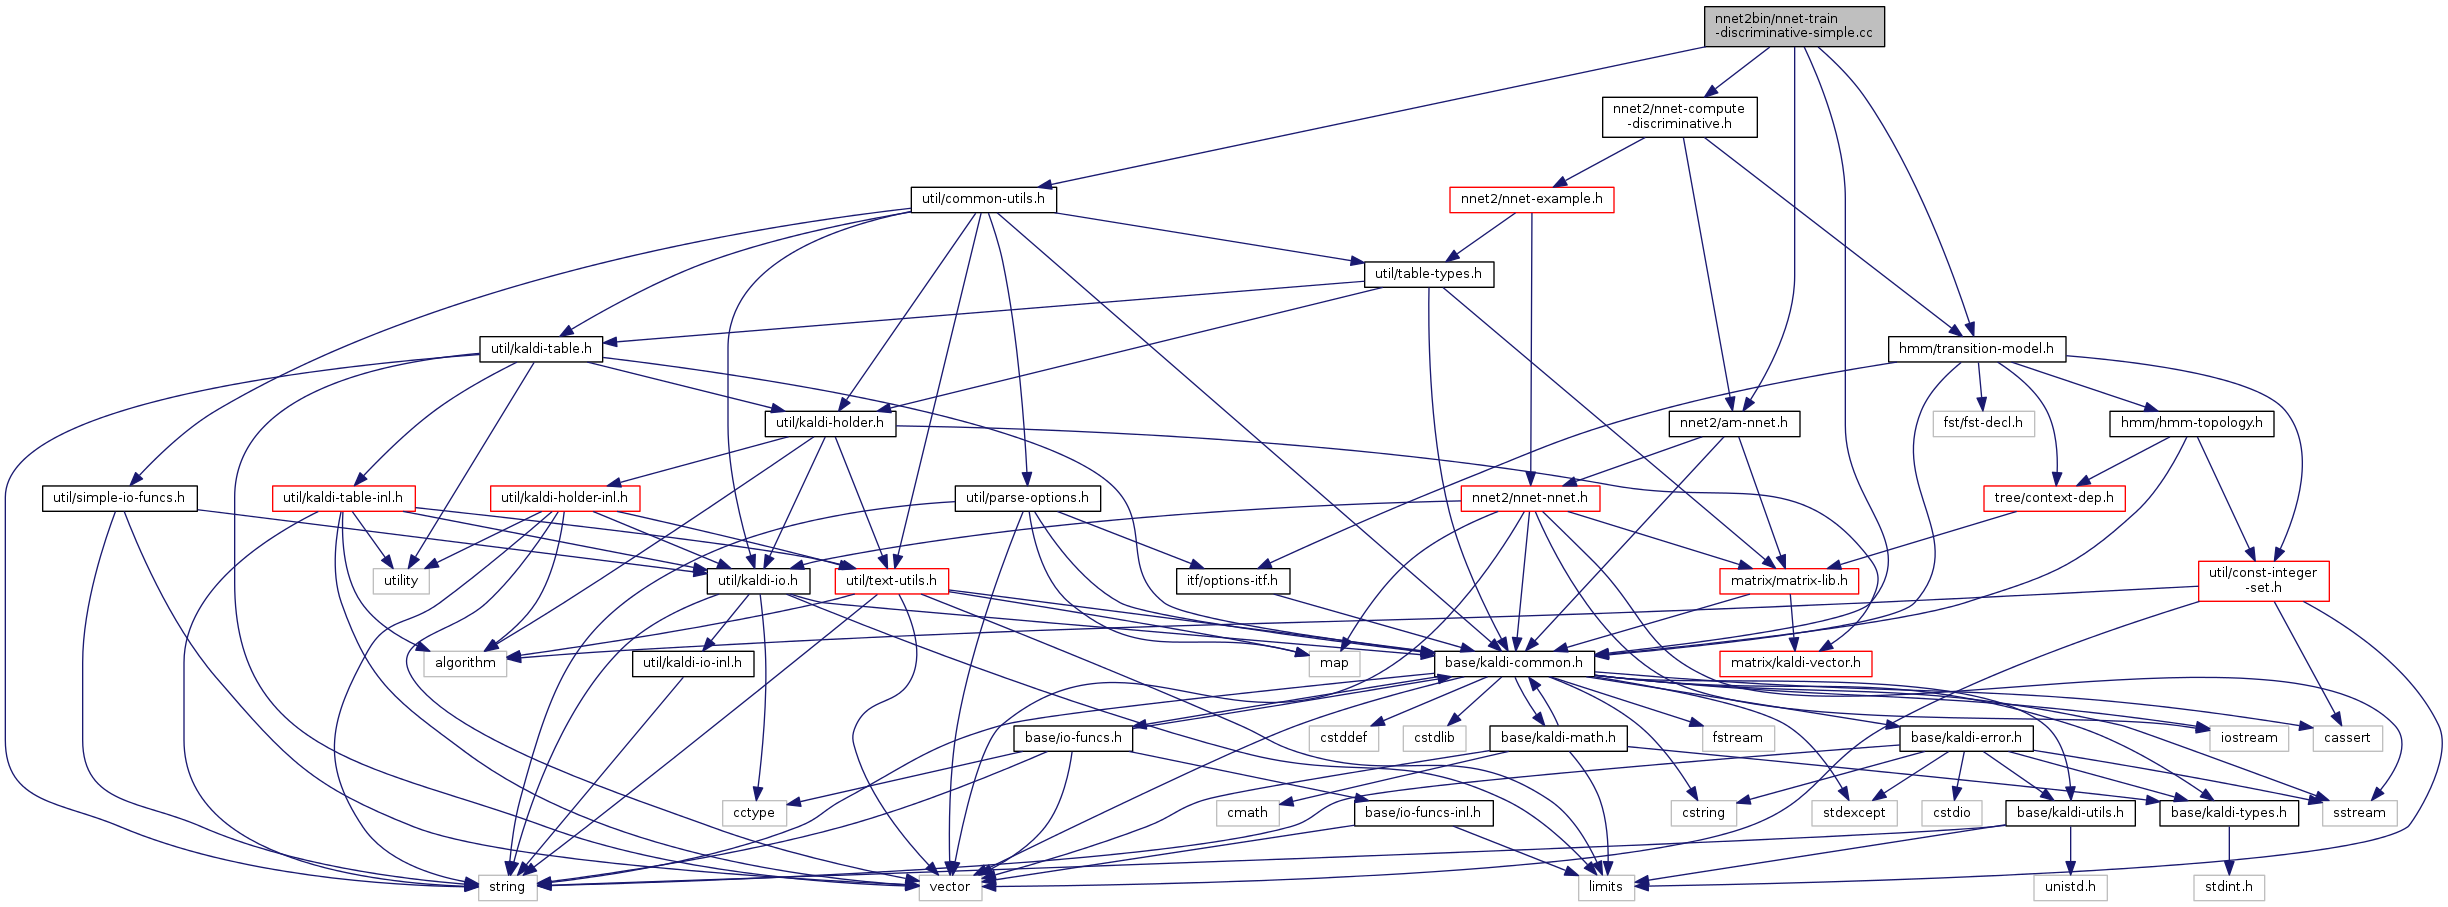 nnet2bin/nnet-train
-discriminative-simple.cc
nnet2/nnet-compute
-discriminative.h
util/common-utils.h
nnet2/nnet-example.h
util/table-types.h
util/kaldi-table.h
hmm/transition-model.h
util/kaldi-holder.h
nnet2/am-nnet.h
fst/fst-decl.h
hmm/hmm-topology.h
util/simple-io-funcs.h
util/kaldi-table-inl.h
util/kaldi-holder-inl.h
util/parse-options.h
nnet2/nnet-nnet.h
tree/context-dep.h
utility
util/kaldi-io.h
util/text-utils.h
itf/options-itf.h
matrix/matrix-lib.h
util/const-integer
-set.h
algorithm
util/kaldi-io-inl.h
map
base/kaldi-common.h
matrix/kaldi-vector.h
base/io-funcs.h
cstddef
cstdlib
base/kaldi-math.h
fstream
base/kaldi-error.h
iostream
cassert
cctype
cmath
base/io-funcs-inl.h
cstring
stdexcept
cstdio
base/kaldi-utils.h
base/kaldi-types.h
sstream
string
vector
limits
unistd.h
stdint.h